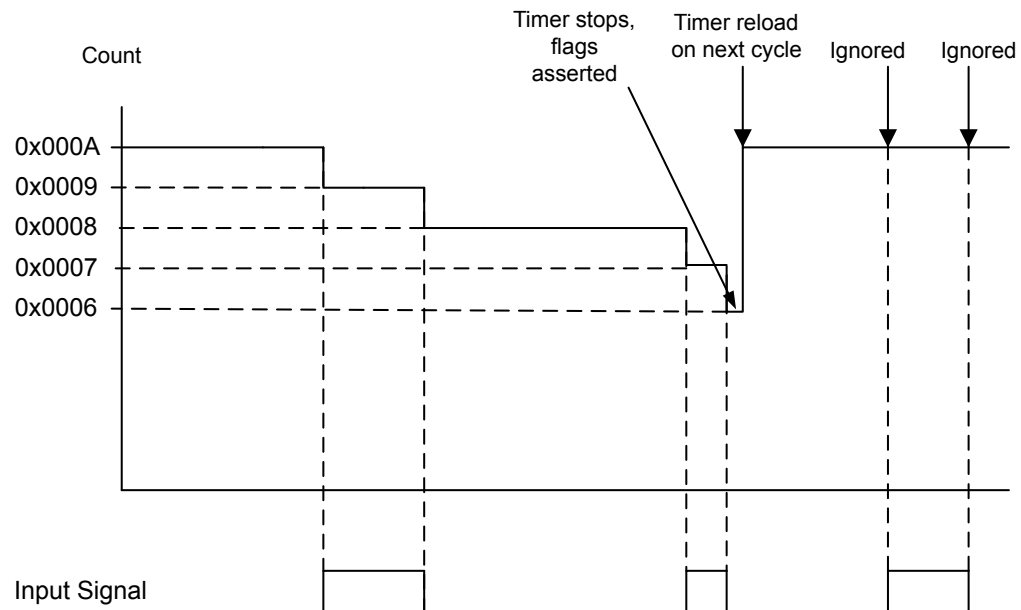 Timer stops,
flags
asserted
Timer reload
on next cycle
Ignored
Ignored
Count
0x000A
0x0009
0x0008
0x0007
0x0006
Input Signal